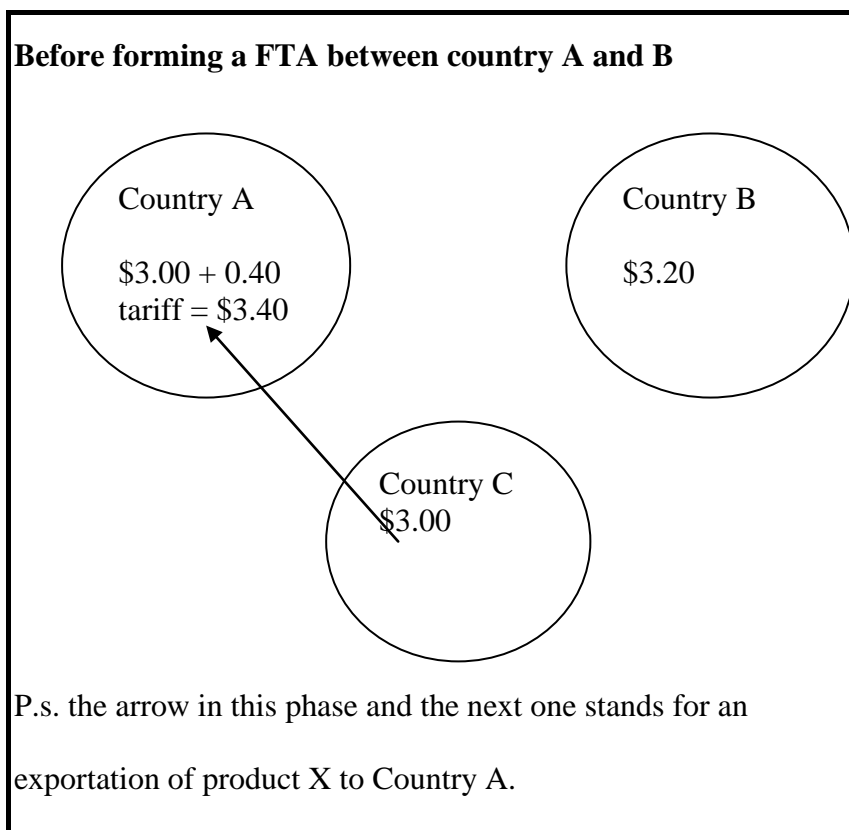 Before forming a FTA between country A and B
Country A
$3.00 + 0.40
tariff = $3.40
Country B
$3.20
Country C
$3.00
P.s. the arrow in this phase and the next one stands for an
exportation of product X to Country A.